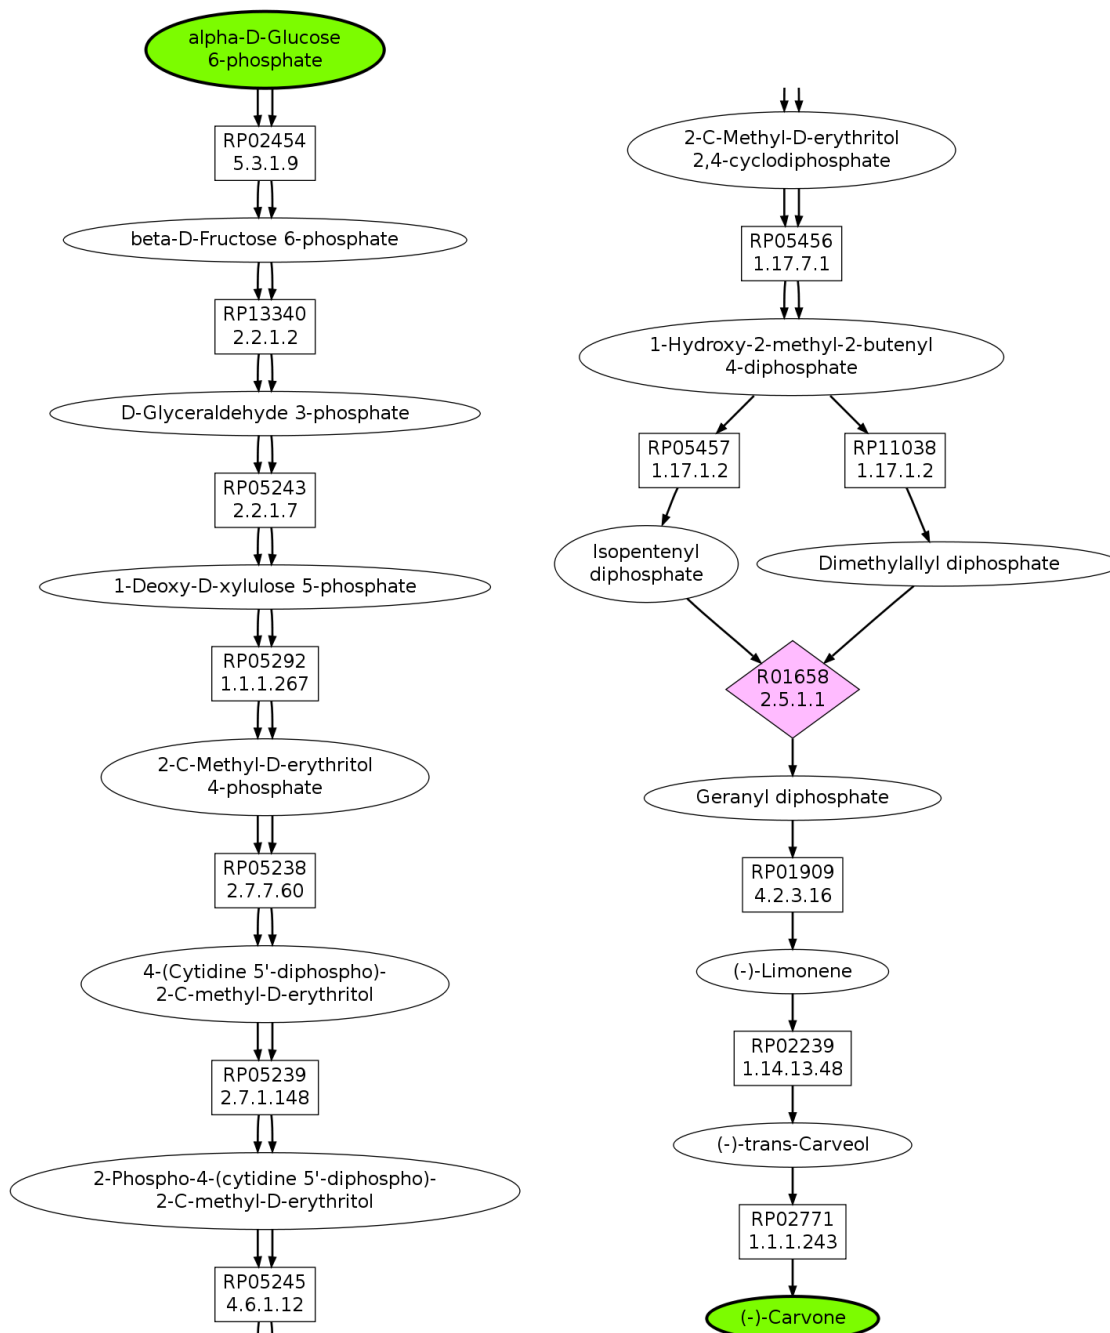 alpha-D-Glucose
6-phosphate
RP02454
5.3.1.9
beta-D-Fructose 6-phosphate
RP13340
2.2.1.2
D-Glyceraldehyde 3-phosphate
RP05243
2.2.1.7
1-Deoxy-D-xylulose 5-phosphate
RP05292
1.1.1.267
2-C-Methyl-D-erythritol
4-phosphate
RP05238
2.7.7.60
4-(Cytidine 5'-diphospho)-
2-C-methyl-D-erythritol
RP05239
2.7.1.148
2-Phospho-4-(cytidine 5'-diphospho)-
2-C-methyl-D-erythritol
RP05245
4.6.1.12
2-C-Methyl-D-erythritol
2,4-cyclodiphosphate
RP05456
1.17.7.1
1-Hydroxy-2-methyl-2-butenyl
4-diphosphate
RP05457
1.17.1.2
RP11038
1.17.1.2
Isopentenyl
diphosphate
Dimethylallyl diphosphate
R01658
2.5.1.1
Geranyl diphosphate
RP01909
4.2.3.16
(-)-Limonene
RP02239
1.14.13.48
(-)-trans-Carveol
RP02771
1.1.1.243
(-)-Carvone